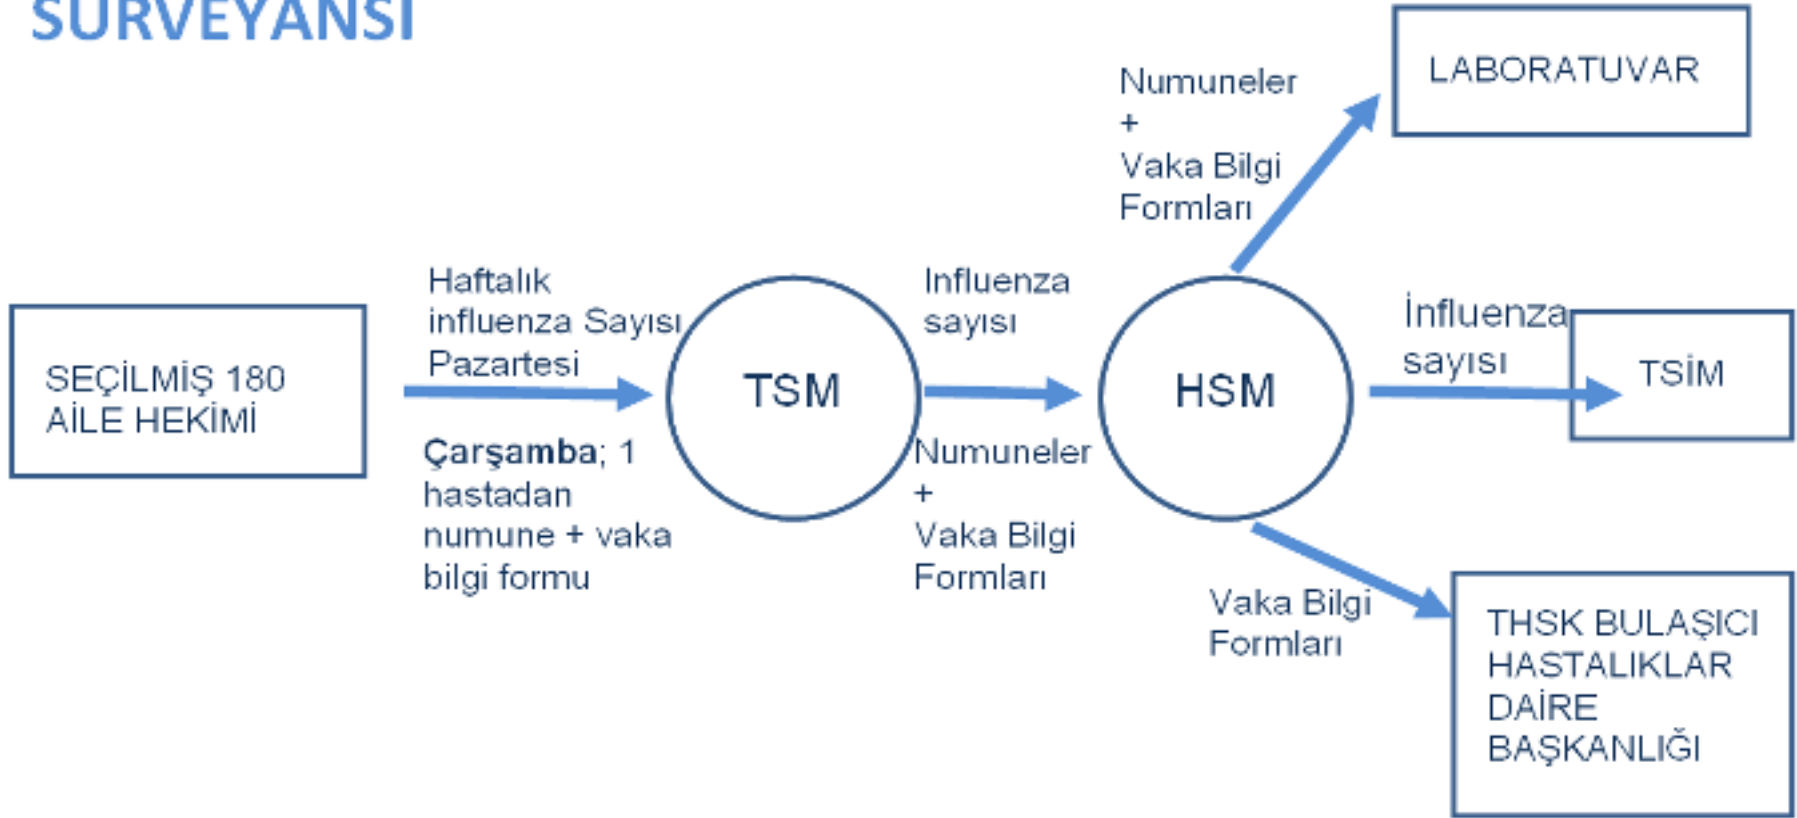 SURVEYANSI
LABORATUVAR
Numuneler
+
Vaka Bilgi
Formları
SEÇİLMİŞ 180
AİLE HEKİMİ
Haftalık
influenza Sayısı
Pazartesi
Çarşamba; 1
hastadan
numune + vaka
bilgi formu
TSM
Influenza
sayısı
Numuneler
+
Vaka Bilgi
Formları
HSM
İnfluenza
sayısı
TSİM
Vaka Bilgi
Formları
THSK BULAŞICI
HASTALIKLAR
DAİRE
BAŞKANLIĞI